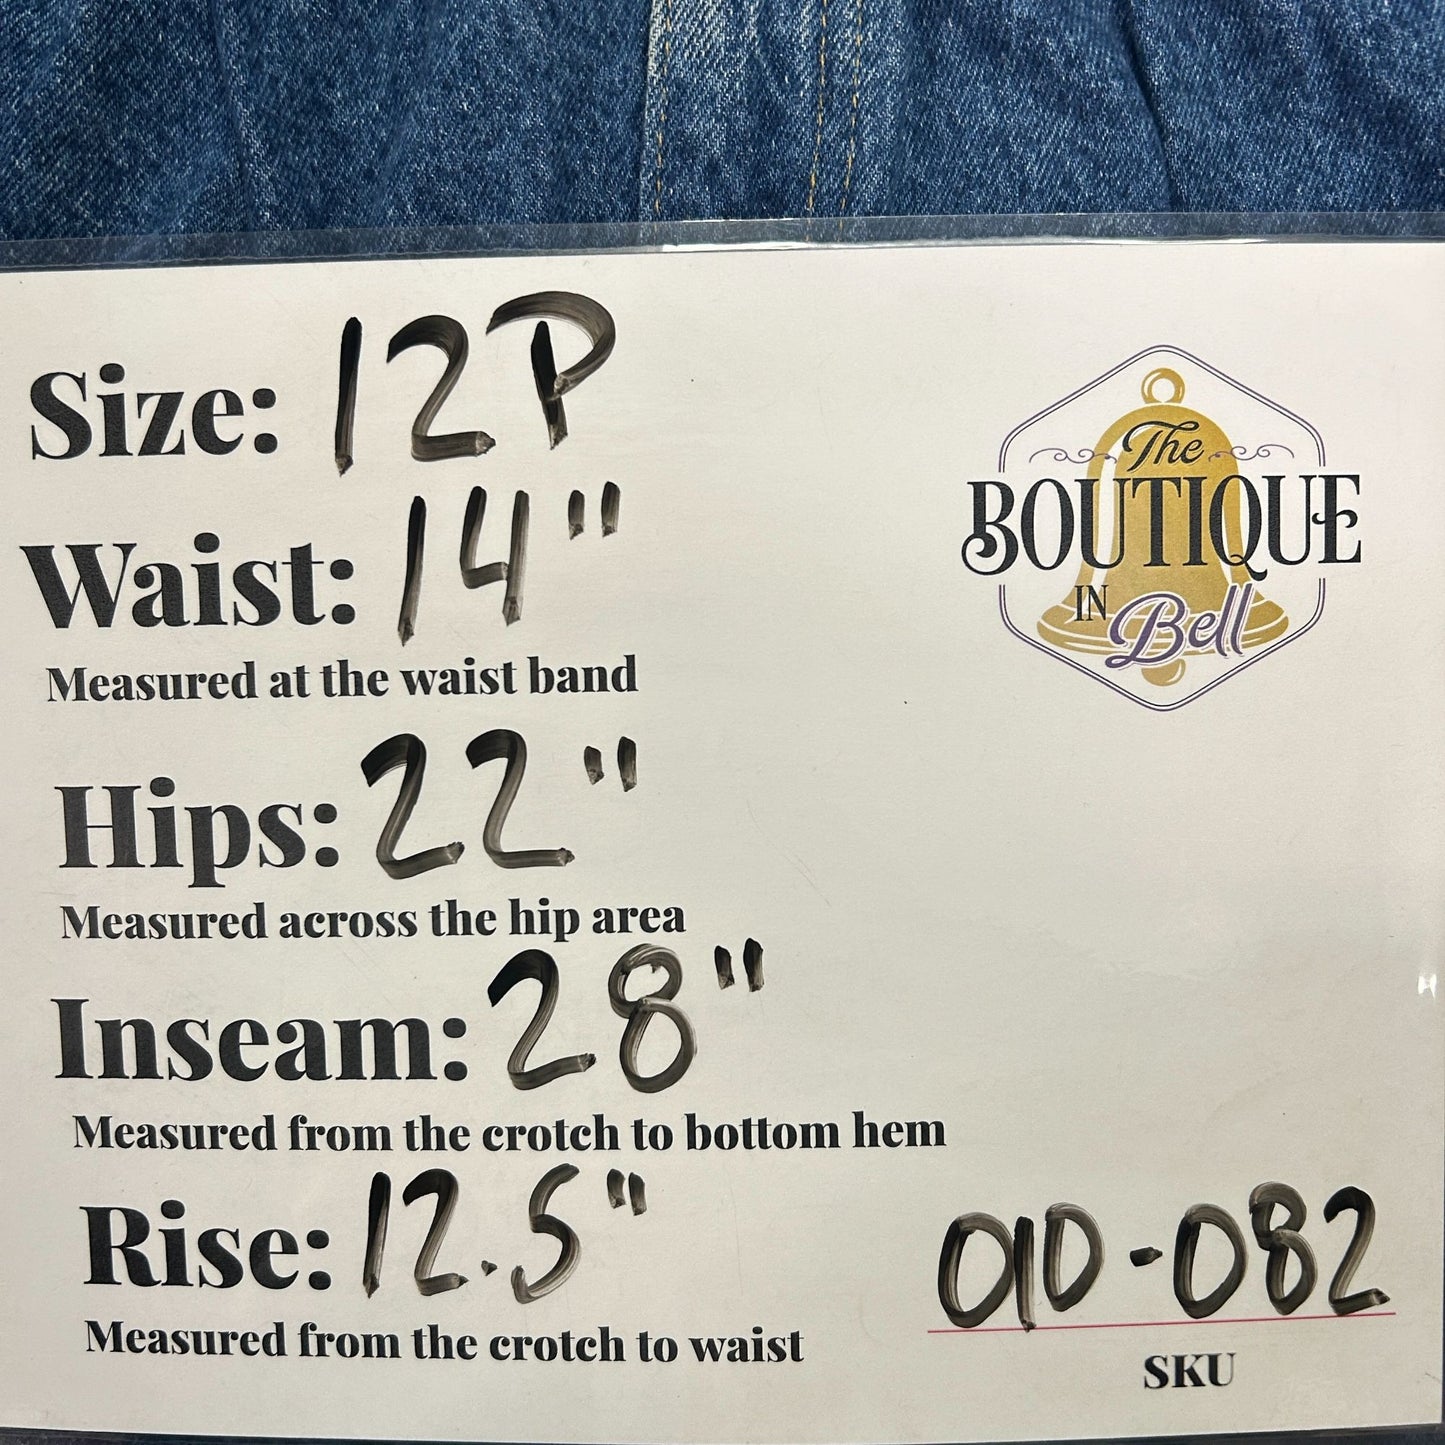 Size: 12P
The
BOUTIQUE
IN Bell
Waist: 14"
Measured at the waist band
Hips: 22"
Measured across the hip area
Inseam: 28"
Measured from the crotch to bottom hem
Rise: 12.5"
Measured from the crotch to waist
010-082
SKU